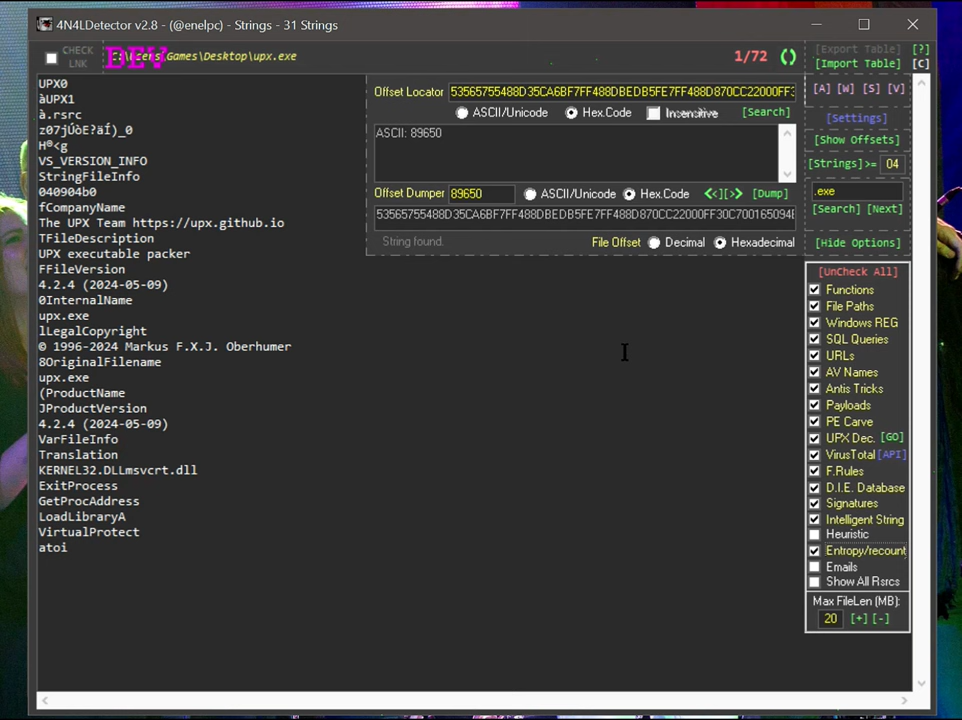 4N4LDetector v2.8 - (@enelpc) - Strings - 31 Strings
CHECK LNK
DEV
\Games\Desktop\upx.exe
1/72
[Export Table]
[?]
[Import Table]
[C]
UPX0
àUPX1
à.rsrc
z07jÚòE?äÍ)_0
H®<g
VS_VERSION_INFO
StringFileInfo
040904b0
fCompanyName
The UPX Team https://upx.github.io
TFileDescription
UPX executable packer
FFileVersion
4.2.4 (2024-05-09)
0InternalName
upx.exe
lLegalCopyright
© 1996-2024 Markus F.X.J. Oberhumer
8OriginalFilename
upx.exe
(ProductName
JProductVersion
4.2.4 (2024-05-09)
VarFileInfo
Translation
KERNEL32.DLLmsvcrt.dll
ExitProcess
GetProcAddress
LoadLibraryA
VirtualProtect
atoi
Offset Locator
53565755488D35CA6BF7FF488DBEDB5FE7FF488D870CC22000FF3
ASCII/Unicode
Hex.Code
Insensitive
[Search]
ASCII: 89650
Offset Dumper
89650
ASCII/Unicode
Hex.Code
<<][>>
[Dump]
53565755488D35CA6BF7FF488DBEDB5FE7FF488D870CC22000FF30C700165094E
String found.
File Offset
Decimal
Hexadecimal
[A] [W] [S] [V]
[Settings]
[Show Offsets]
[Strings]>= 04
.exe
[Search] [Next]
[Hide Options]
[UnCheck All]
Functions
File Paths
Windows REG
SQL Queries
URLs
AV Names
Antis Tricks
Payloads
PE Carve
UPX Dec. [GO]
VirusTotal [API]
F.Rules
D.I.E. Database
Signatures
Intelligent String
Heuristic
Entropy/recount
Emails
Show All Rsrcs
Max FileLen (MB):
20 [+] [-]